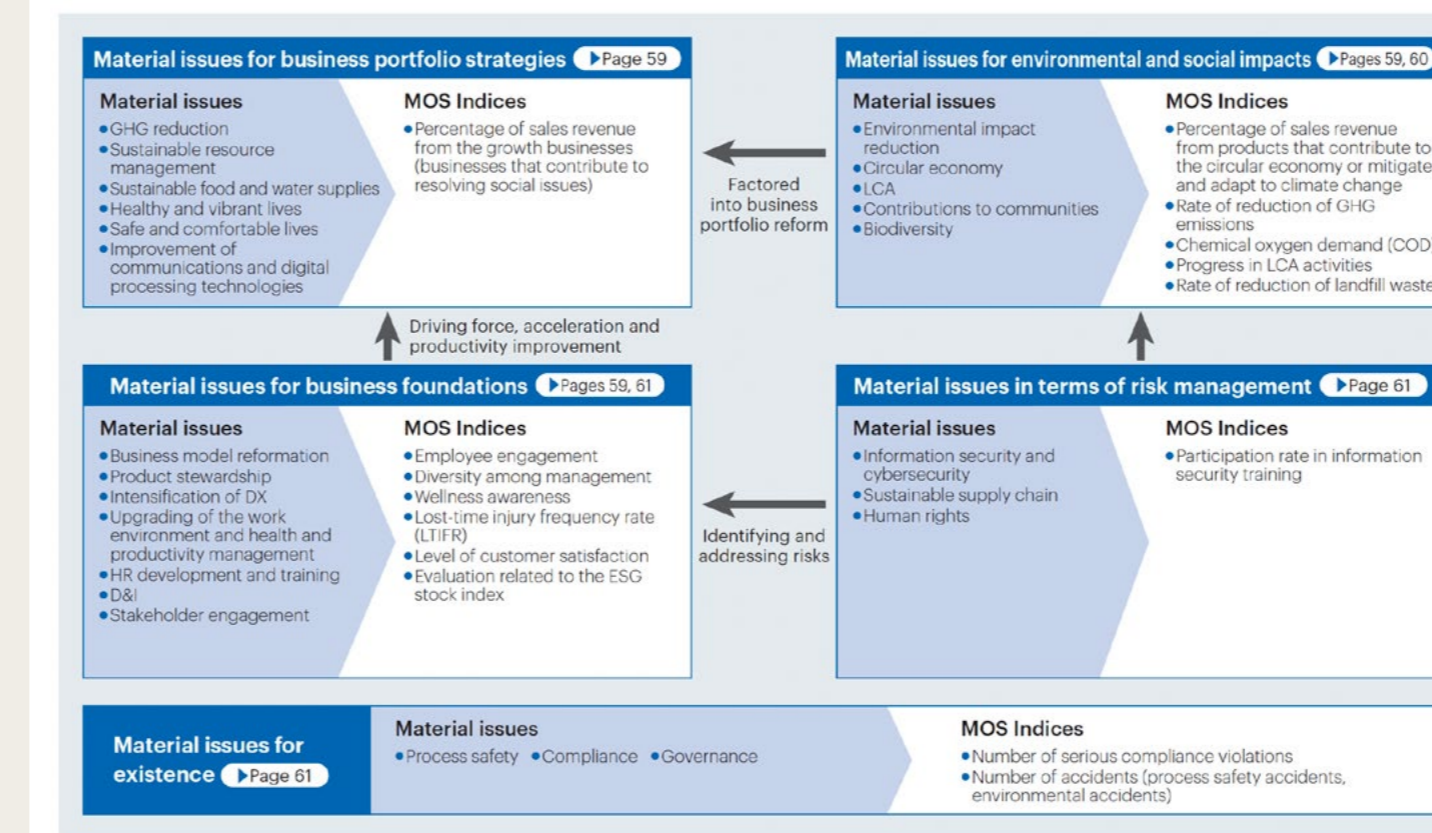 Material issues for business portfolio strategies ▶Page 59
Material issues
•GHG reduction
•Sustainable resource
management
•Sustainable food and water supplies
•Healthy and vibrant lives
•Safe and comfortable lives
•Improvement of
communications and digital
processing technologies
MOS Indices
•Percentage of sales revenue
from the growth businesses
(businesses that contribute to
resolving social issues)
Factored
into business
portfolio reform
Material issues for environmental and social impacts ▶Pages 59, 60
Material issues
•Environmental impact
reduction
•Circular economy
•LCA
•Contributions to communities
•Biodiversity
MOS Indices
•Percentage of sales revenue
from products that contribute to
the circular economy or mitigate
and adapt to climate change
•Rate of reduction of GHG
emissions
•Chemical oxygen demand (COD)
•Progress in LCA activities
•Rate of reduction of landfill waste
Driving force, acceleration and
productivity improvement
Material issues for business foundations ▶Pages 59, 61
Material issues
•Business model reformation
•Product stewardship
•Intensification of DX
•Upgrading of the work
environment and health and
productivity management
•HR development and training
•D&I
•Stakeholder engagement
MOS Indices
•Employee engagement
•Diversity among management
•Wellness awareness
•Lost-time injury frequency rate
(LTIFR)
•Level of customer satisfaction
•Evaluation related to the ESG
stock index
Identifying and
addressing risks
Material issues in terms of risk management ▶Page 61
Material issues
•Information security and
cybersecurity
•Sustainable supply chain
•Human rights
MOS Indices
•Participation rate in information
security training
Material issues for
existence ▶Page 61
Material issues
•Process safety •Compliance •Governance
MOS Indices
•Number of serious compliance violations
•Number of accidents (process safety accidents,
environmental accidents)